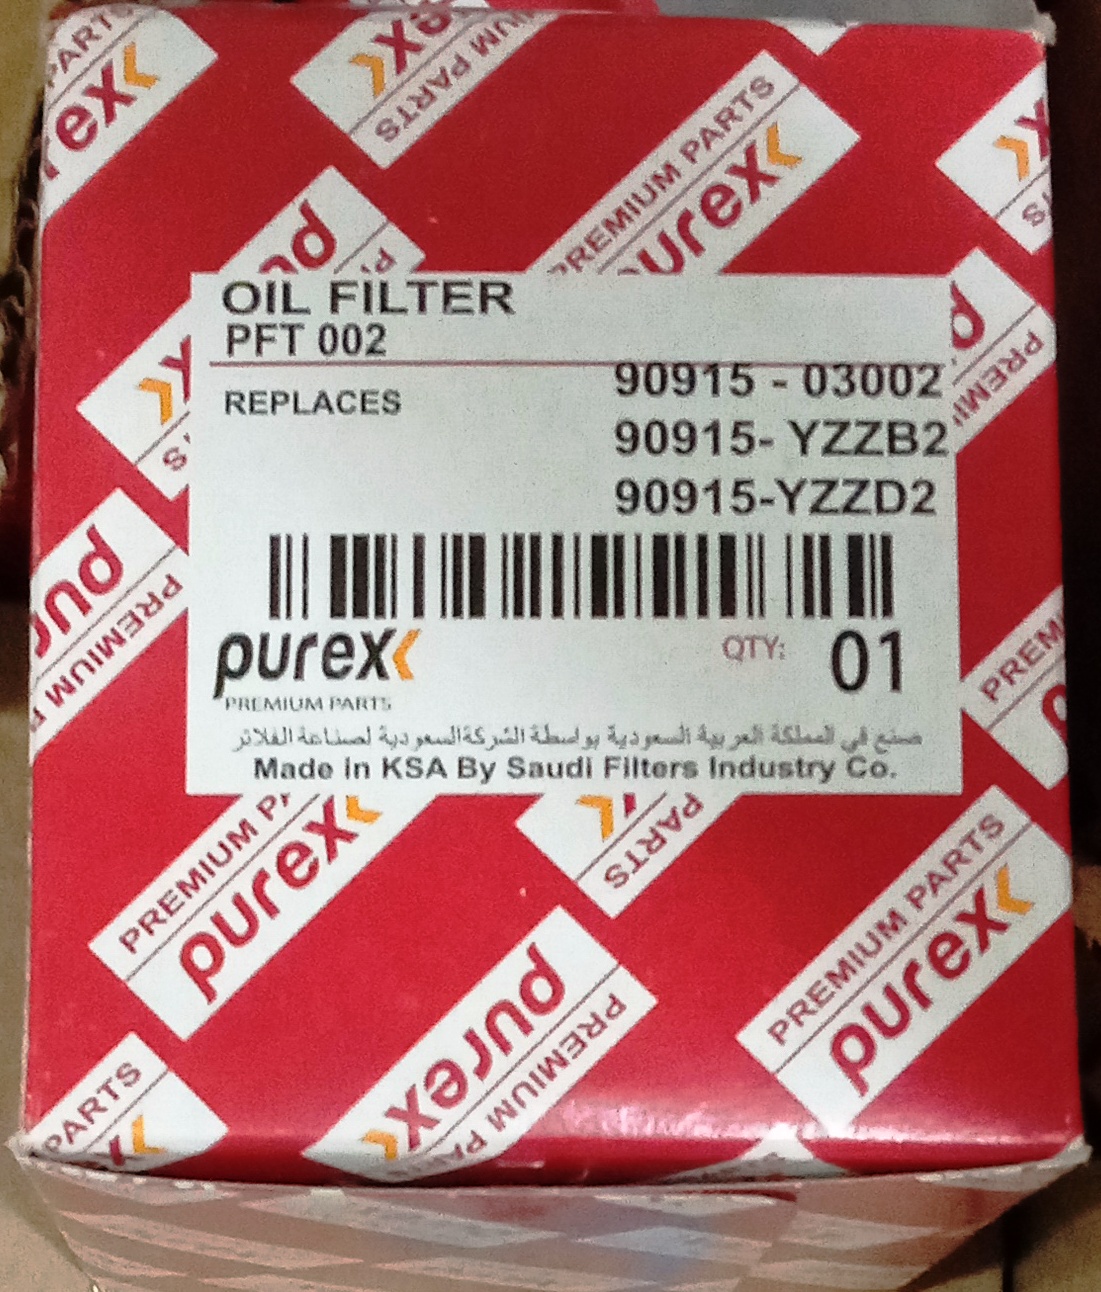 OIL FILTER
PFT 002
REPLACES
90915 - 03002
90915- YZZB2
90915-YZZD2
purex
PREMIUM PARTS
QTY: 01
صنع في المملكة العربية السعودية بواسطة الشركة السعودية لصناعة الفلاتر
Made in KSA By Saudi Filters Industry Co.
PREMIUM PARTS
purex
PREMIUM PARTS
purex
PREMIUM PARTS
purex
purex
PREMIUM